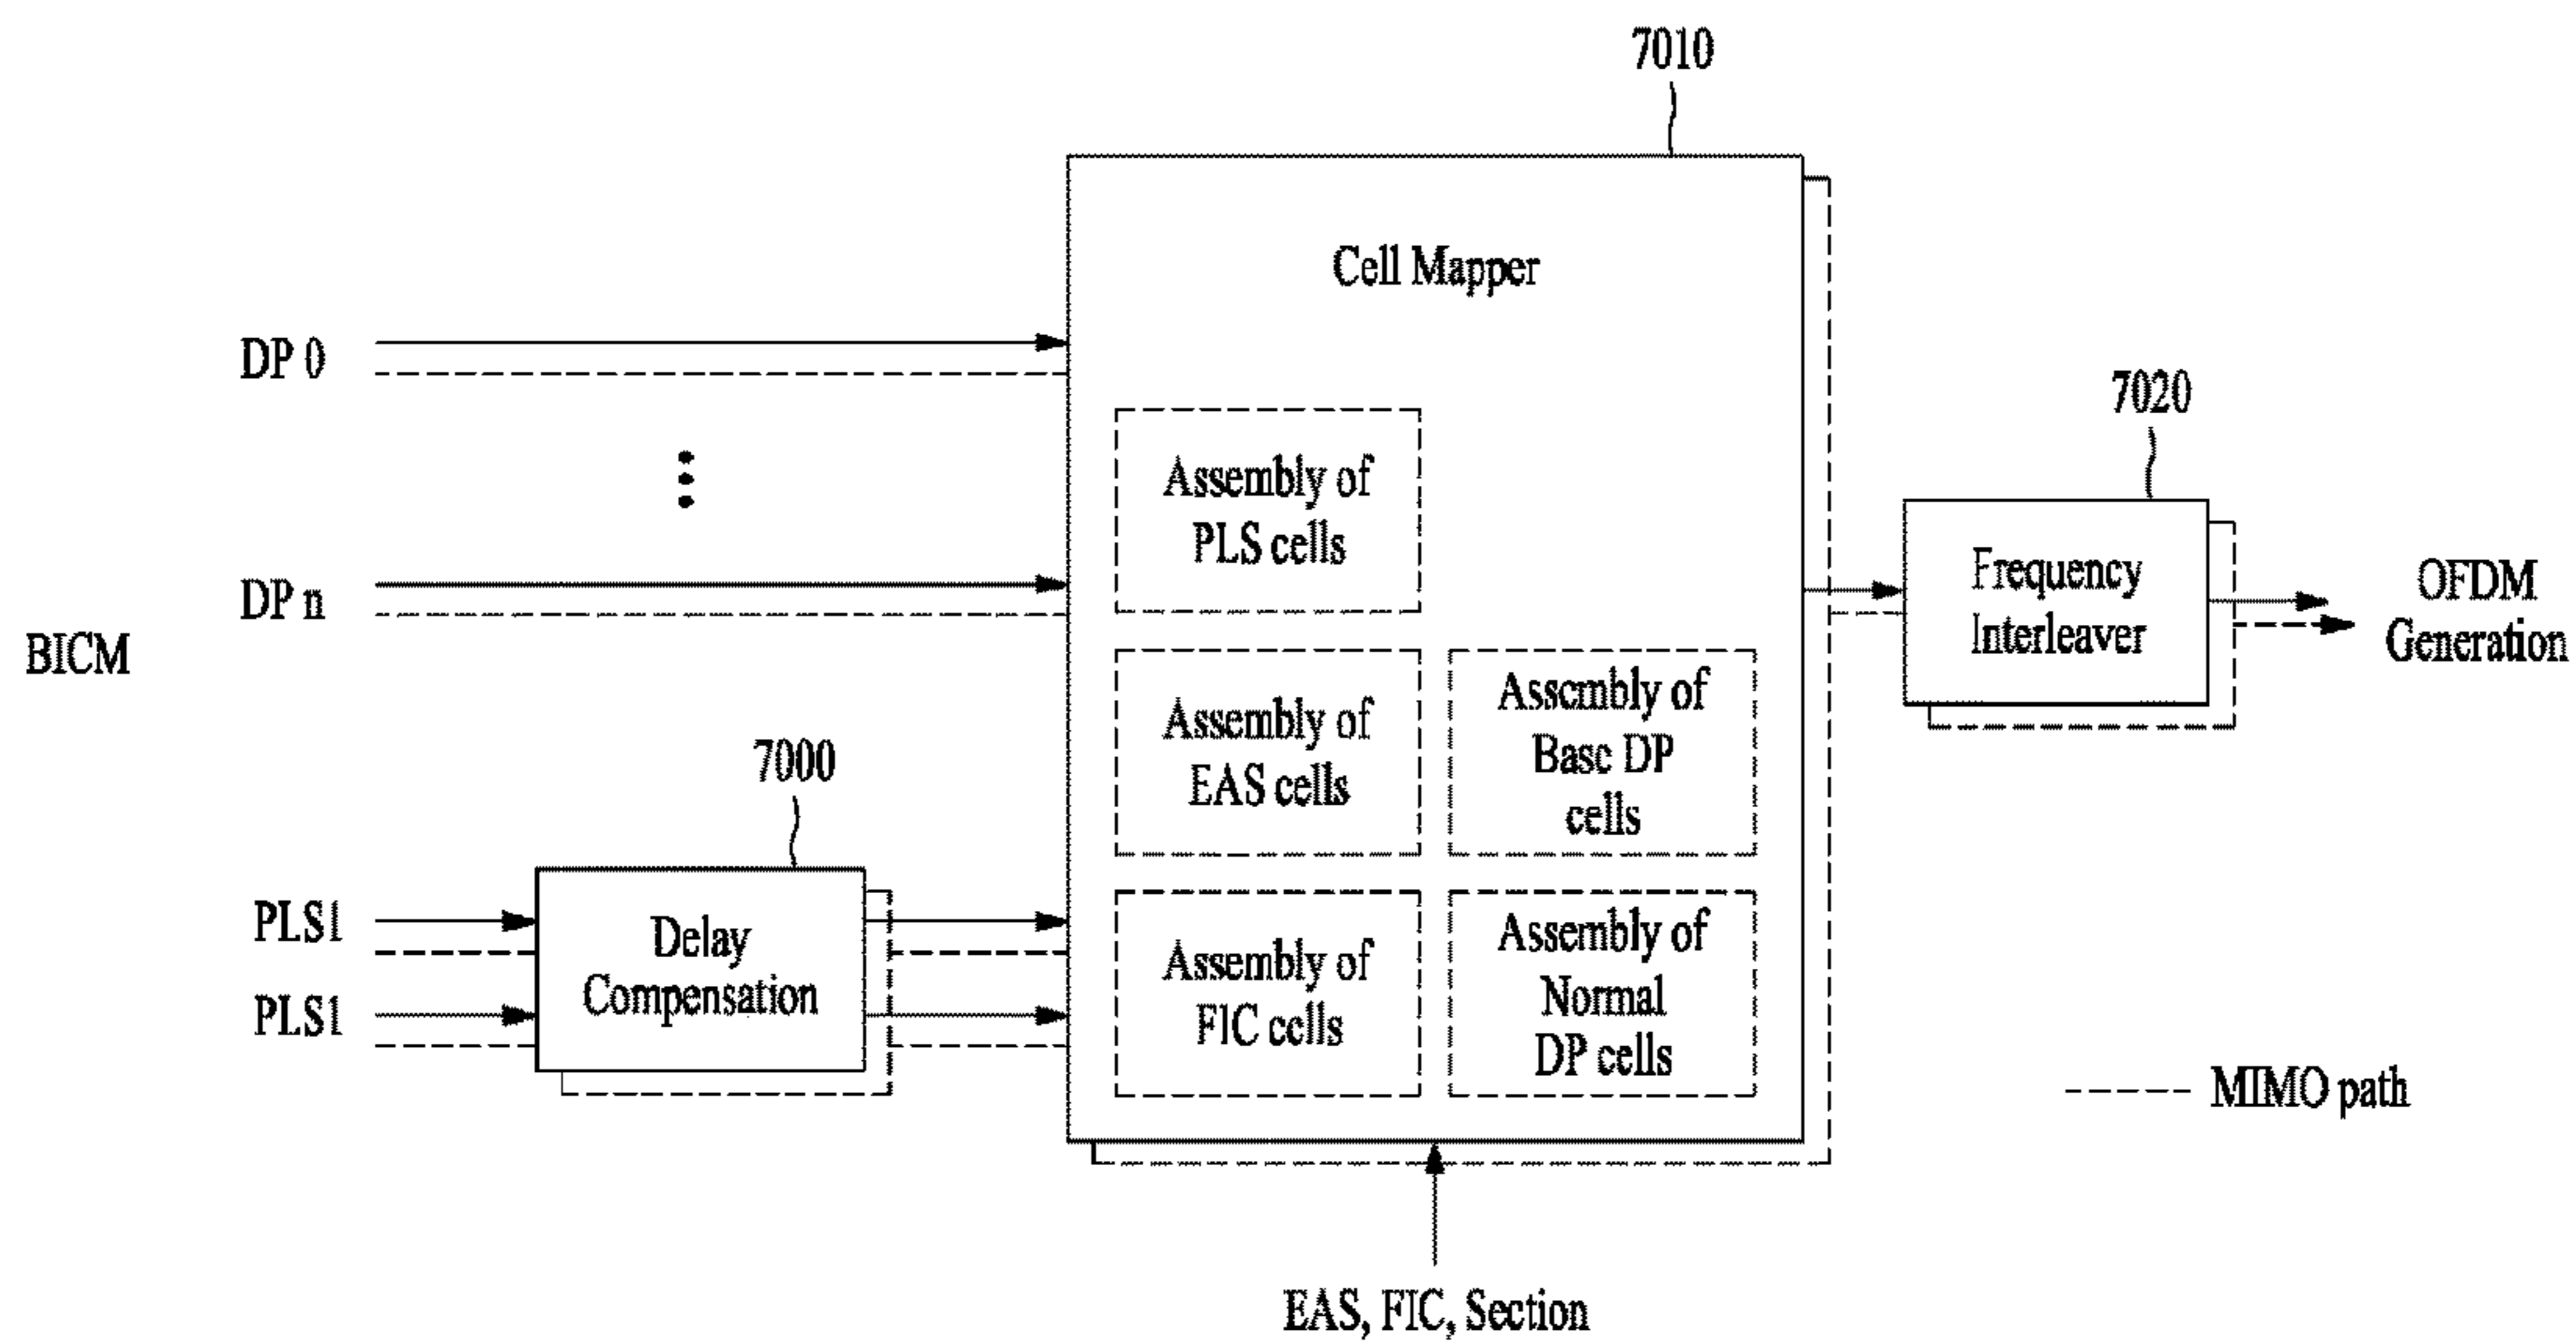 7010
Cell Mapper
DP 0
7020
Assembly of
PLS cells
DP n
Frequency
Interleaver
OFDM
Generation
BICM
Assembly of
EAS cells
Assembly of
Base DP
cells
7000
PLS1
Delay
Compensation
PLS1
Assembly of
FIC cells
Assembly of
Normal
DP cells
MIMO path
EAS, FIC, Section